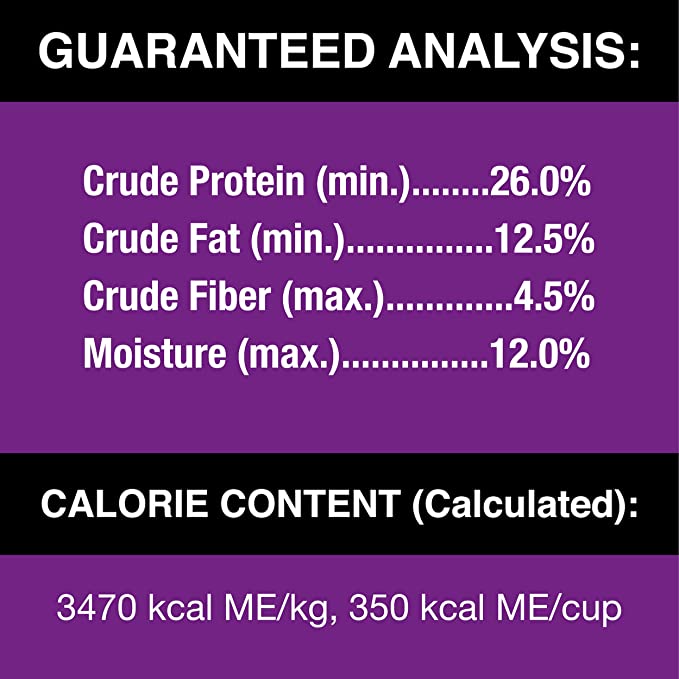 GUARANTEED ANALYSIS:
Crude Protein (min.)........26.0%
Crude Fat (min.)...............12.5%
Crude Fiber (max.).............4.5%
Moisture (max.)...............12.0%
CALORIE CONTENT (Calculated):
3470 kcal ME/kg, 350 kcal ME/cup